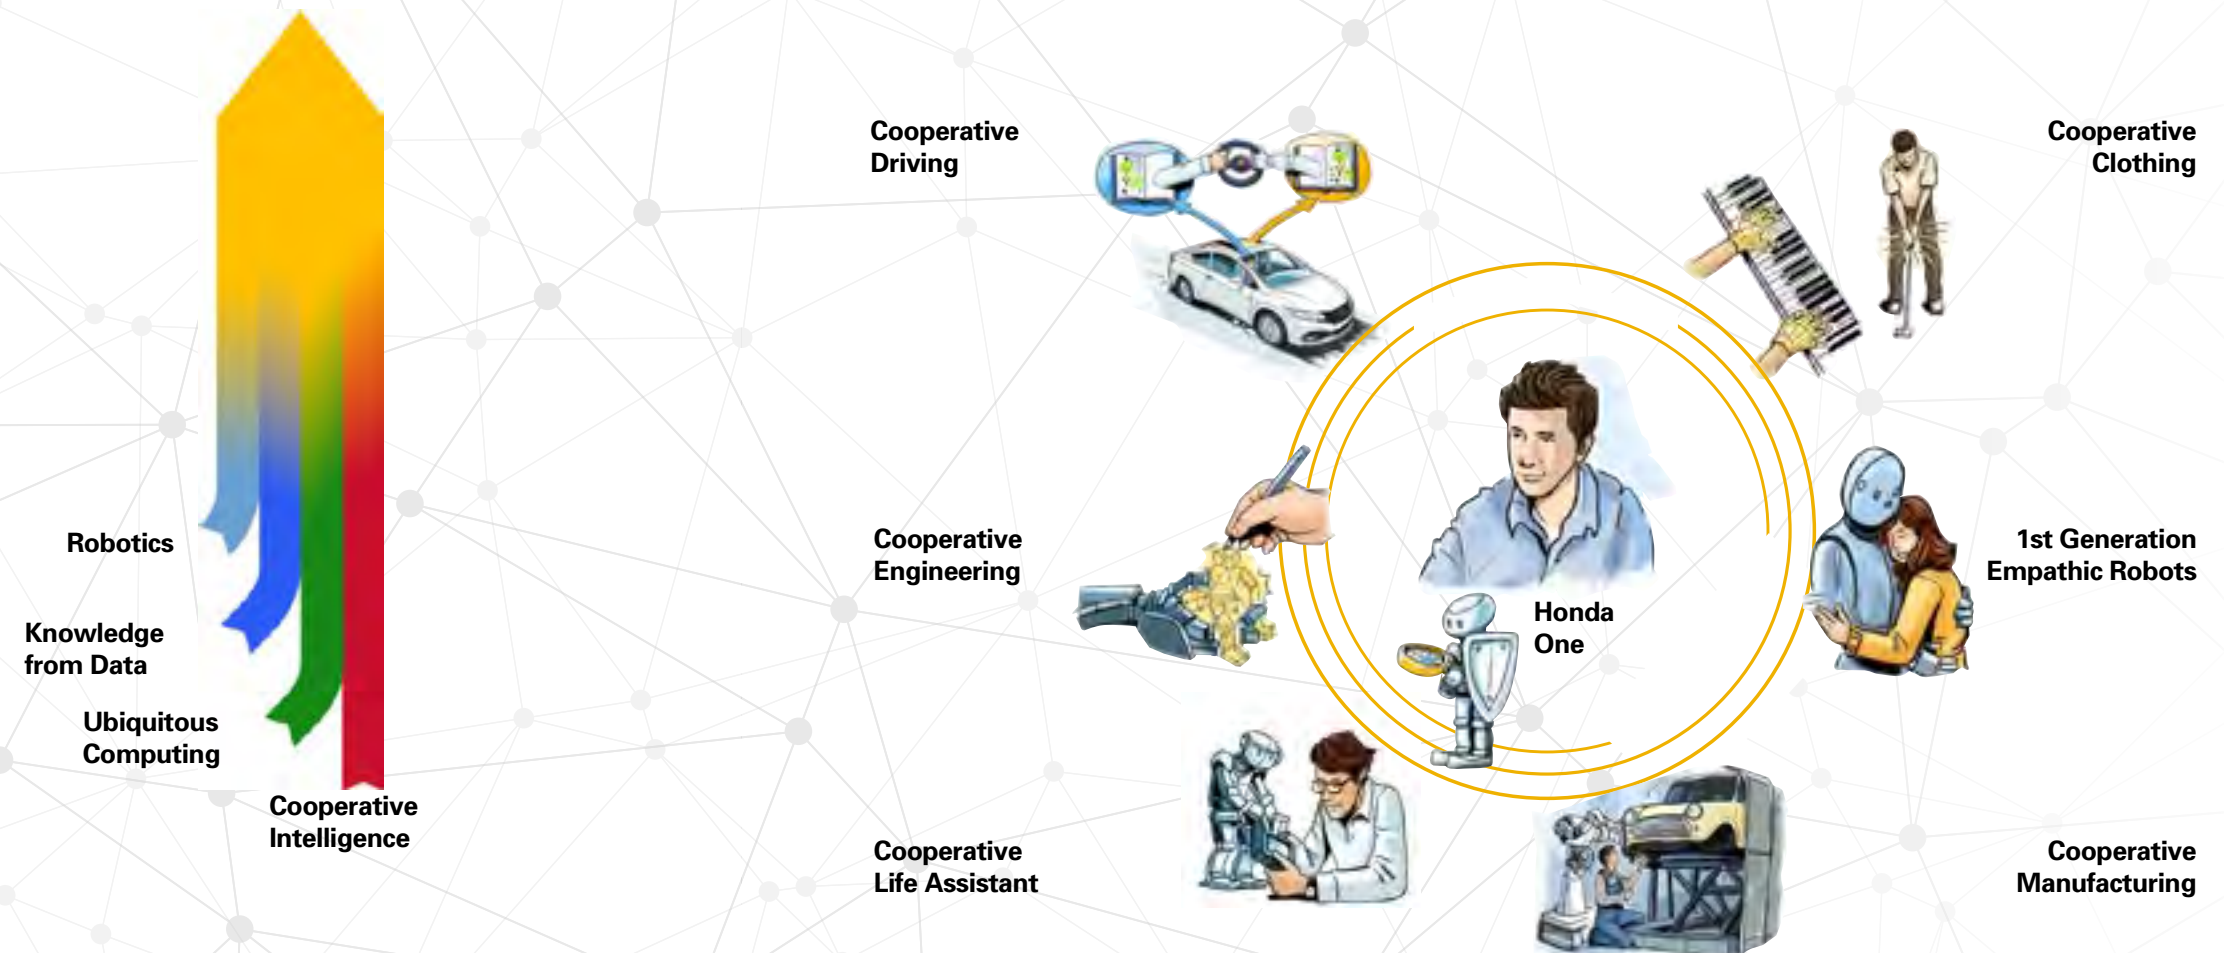 Robotics
Knowledge
from Data
Ubiquitous
Computing
Cooperative
Intelligence
Cooperative
Driving
Cooperative
Engineering
Cooperative
Life Assistant
Honda
One
Cooperative
Clothing
1st Generation
Empathic Robots
Cooperative
Manufacturing